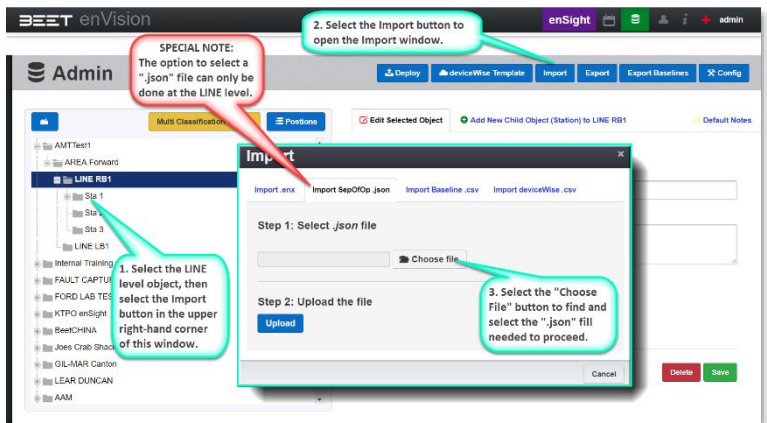 BEET enVision
enSight
i
admin
2. Select the Import button to
open the Import window.
SPECIAL NOTE:
The option to select a
".json" file can only be
done at the LINE level.
Admin
Deploy
deviceWise Template
Import
Export
Export Baselines
Config
Multi Classification
Postions
Edit Selected Object
Add New Child Object (Station) to LINE RB1
Default Notes
AMTTest1
AREA Forward
LINE RB1
Sta 1
Sta
Sta 3
LINE LB1
Internal Training
FAULT CAPTU
FORD LAB TES
KTPO enSight
BeetCHINA
Joes Crab Shac
GIL-MAR Canton
LEAR DUNCAN
AAM
1. Select the LINE
level object, then
select the Import
button in the upper
right-hand corner
of this window.
Import
×
Import .enx
Import SepOfOp .json
Import Baseline .csv
Import deviceWise .csv
Step 1: Select .json file
Choose file
Step 2: Upload the file
Upload
3. Select the "Choose
File" button to find and
select the ".json" fill
needed to proceed.
Cancel
Delete
Save